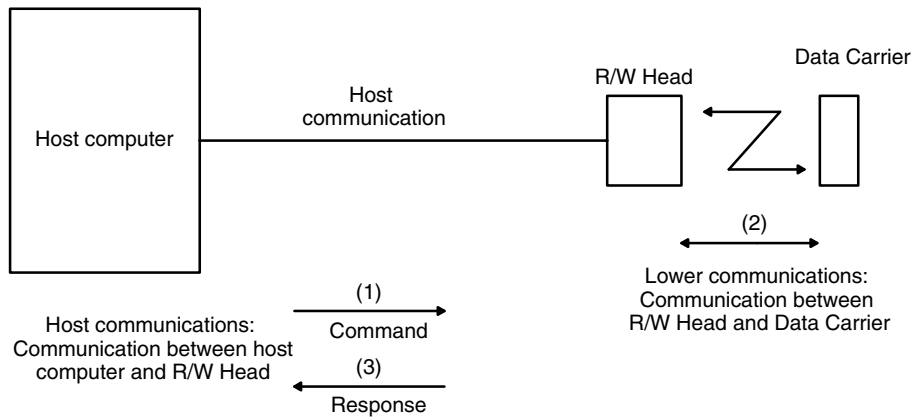 Host computer
Host
communication
R/W Head
Data Carrier
(2)
Lower communications:
Communication between
R/W Head and Data Carrier
Host communications:
Communication between host
computer and R/W Head
(1)
Command
(3)
Response